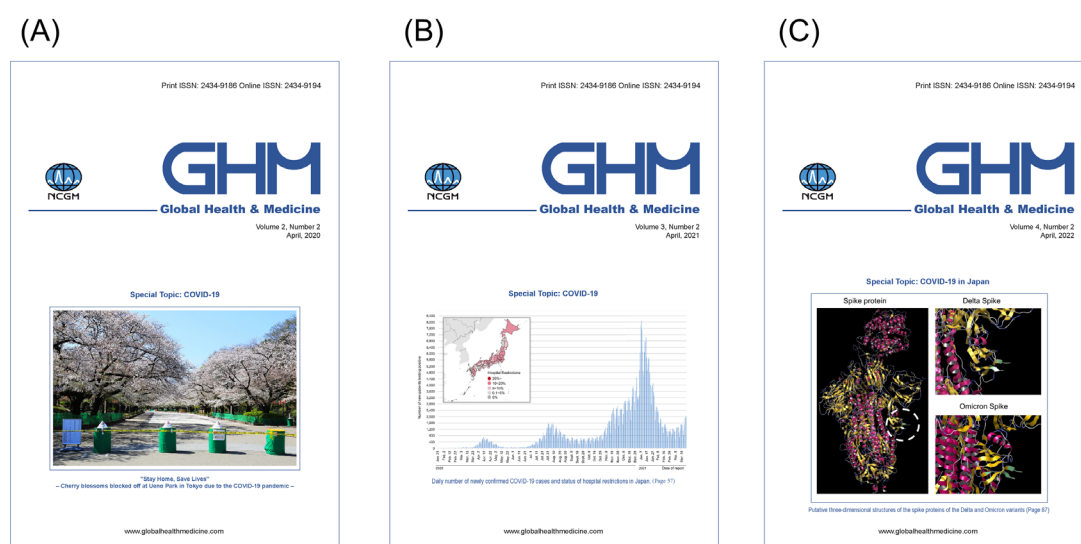 (A)
Print ISSN: 2434-9186 Online ISSN: 2434-9194
NCGM
GHM
Global Health & Medicine
Volume 2, Number 2
April, 2020
Special Topic: COVID-19
"Stay Home, Save Lives"
– Cherry blossoms blocked off at Ueno Park in Tokyo due to the COVID-19 pandemic –
www.globalhealthmedicine.com
(B)
Print ISSN: 2434-9186 Online ISSN: 2434-9194
NCGM
GHM
Global Health & Medicine
Volume 3, Number 2
April, 2021
Special Topic: COVID-19
Hospital Restrictions
2020
2021
Date of report
Daily number of newly confirmed COVID-19 cases and status of hospital restrictions in Japan. (Page 57)
www.globalhealthmedicine.com
(C)
Print ISSN: 2434-9186 Online ISSN: 2434-9194
NCGM
GHM
Global Health & Medicine
Volume 4, Number 2
April, 2022
Special Topic: COVID-19 in Japan
Spike protein
Delta Spike
Omicron Spike
Putative three-dimensional structures of the spike proteins of the Delta and Omicron variants (Page 87)
www.globalhealthmedicine.com